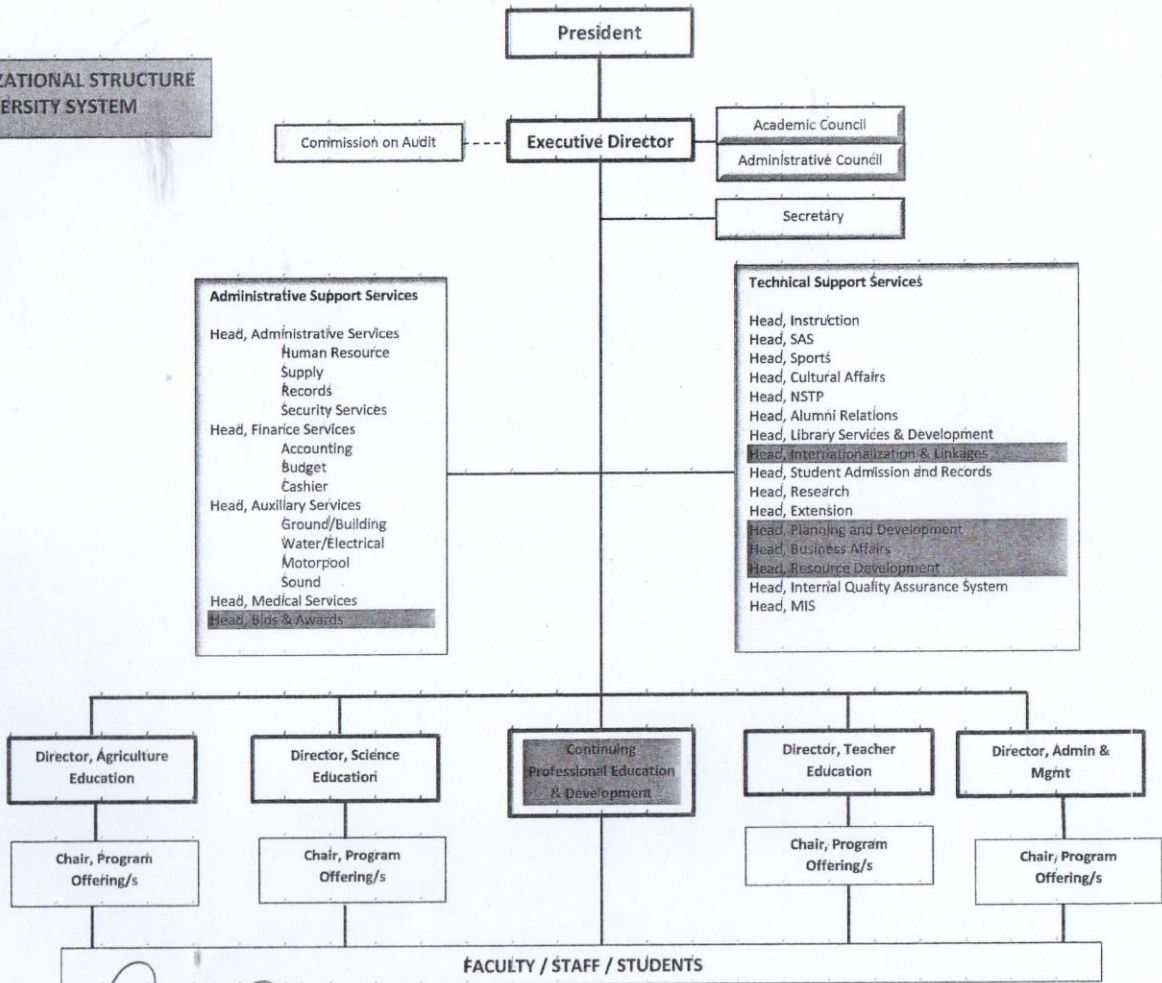 ZATIONAL STRUCTURE
ERSITY SYSTEM
President
Executive Director
Commission on Audit
Academic Council
Administrative Council
Secretary
Administrative Support Services
Head, Administrative Services
Human Resource
Supply
Records
Security Services
Head, Finance Services
Accounting
Budget
Cashier
Head, Auxiliary Services
Ground/Building
Water/Electrical
Motorpool
Sound
Head, Medical Services
Head, Bids & Awards
Technical Support Services
Head, Instruction
Head, SAS
Head, Sports
Head, Cultural Affairs
Head, NSTP
Head, Alumni Relations
Head, Library Services & Development
Head, Internationalization & Linkages
Head, Student Admission and Records
Head, Research
Head, Extension
Head, Planning and Development
Head, Business Affairs
Head, Resource Development
Head, Internal Quality Assurance System
Head, MIS
Director, Agriculture
Education
Director, Science
Education
Continuing
Professional Education
& Development
Director, Teacher
Education
Director, Admin &
Mgmt
Chair, Program
Offering/s
Chair, Program
Offering/s
Chair, Program
Offering/s
Chair, Program
Offering/s
FACULTY / STAFF / STUDENTS